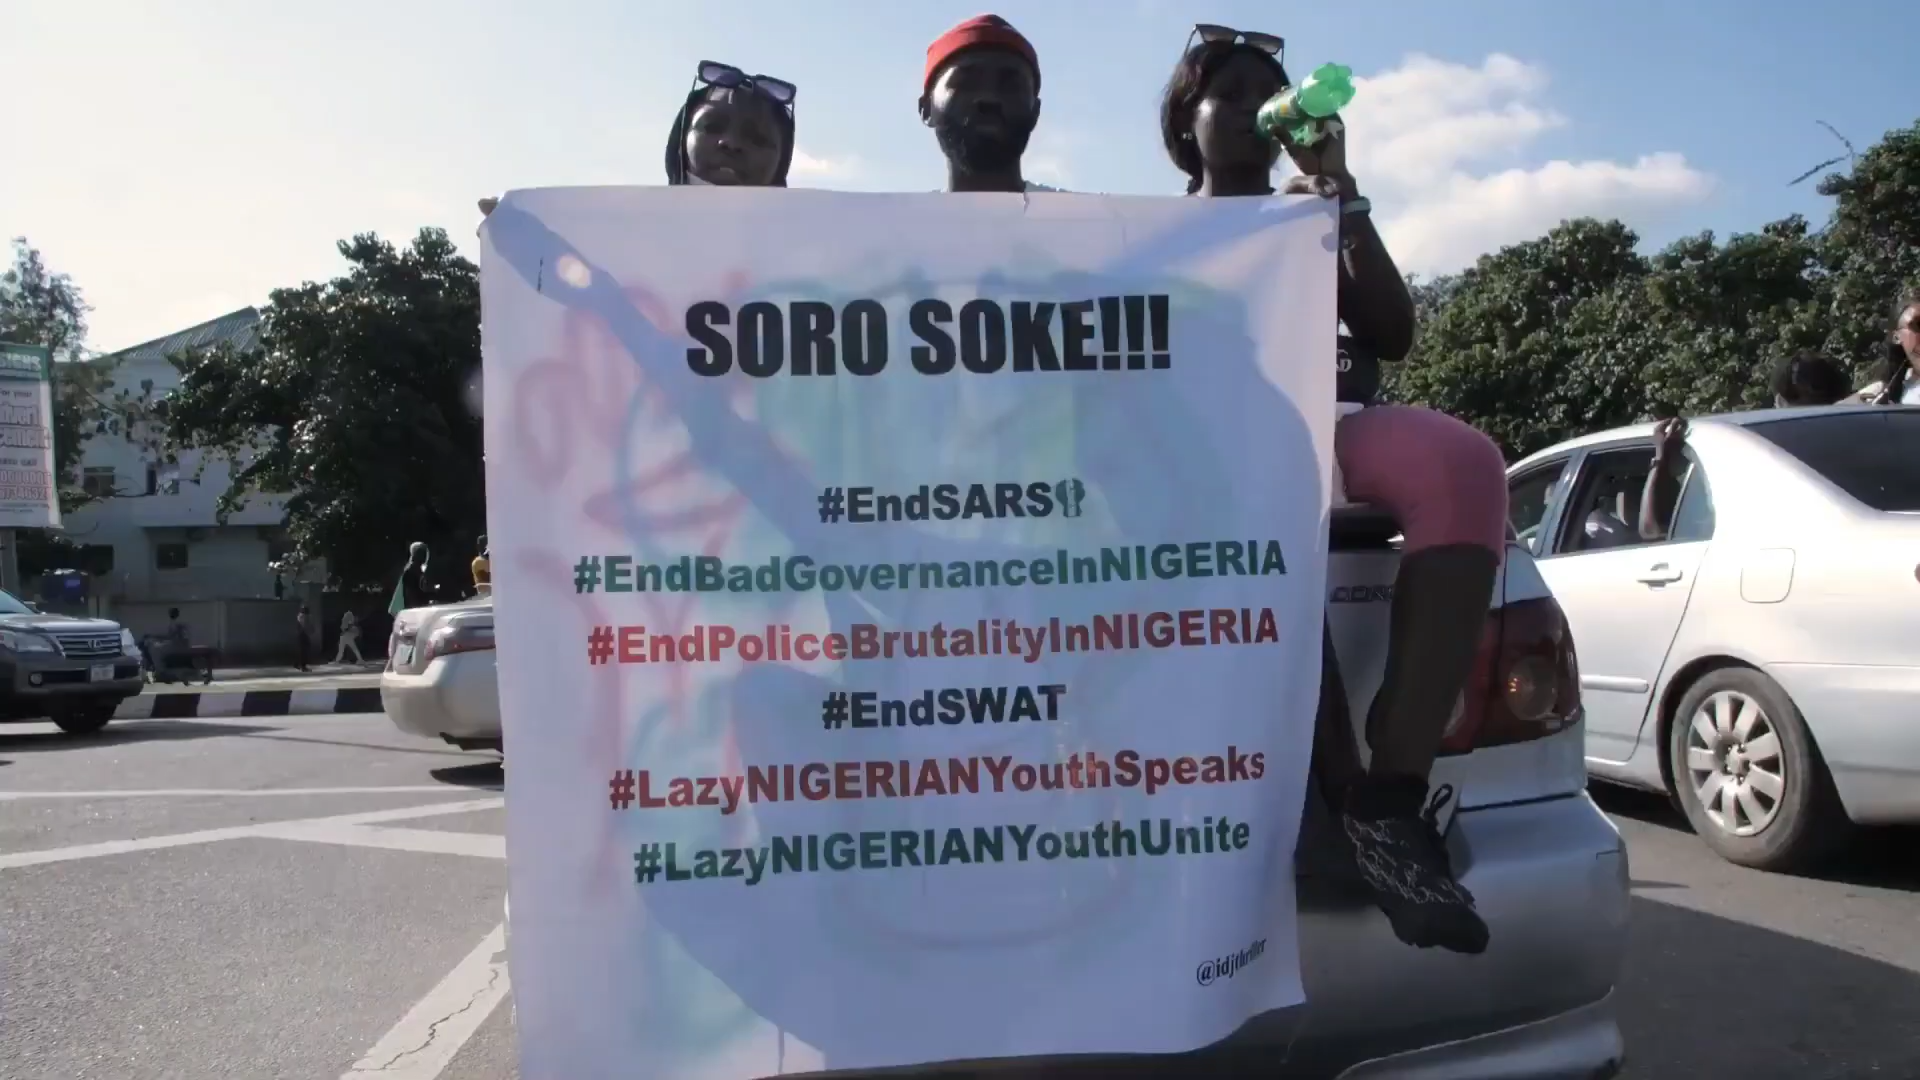 SORO SOKE!!!
#EndSARS
#EndBadGovernanceInNIGERIA
#EndPoliceBrutalityInNIGERIA
#EndSWAT
#LazyNIGERIANYouthSpeaks
#LazyNIGERIANYouthUnite
@idjthriller